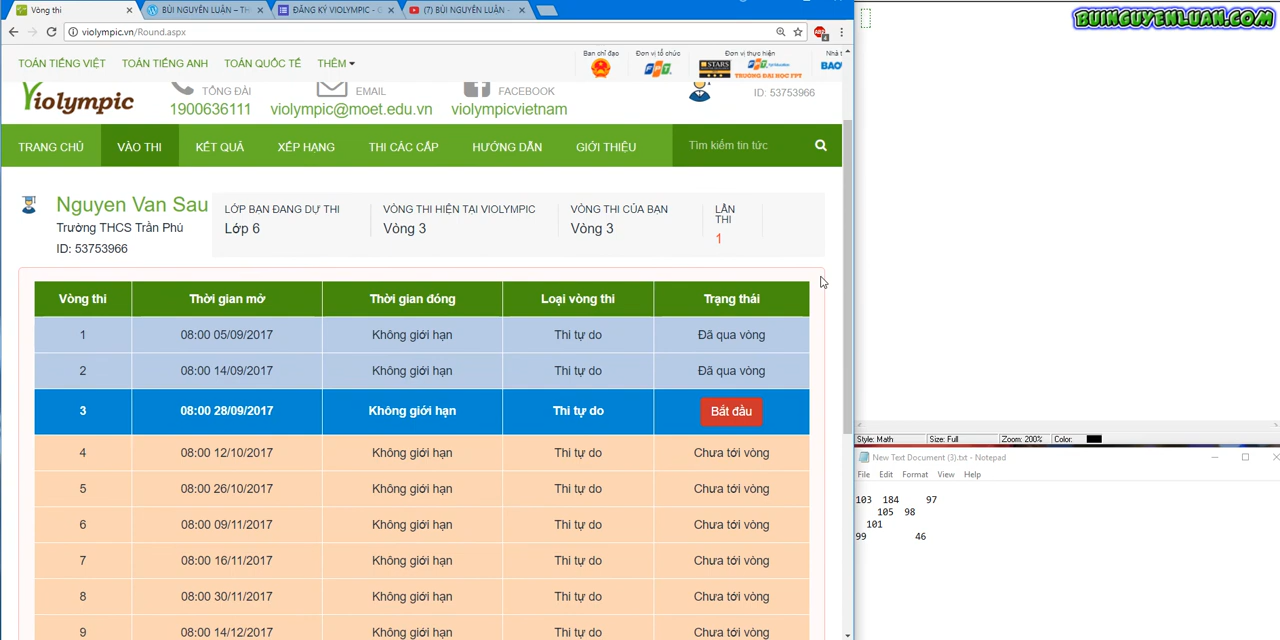 Vòng thi
BÙI NGUYÊN LUÂN – TH
ĐĂNG KÝ VIOLYMPIC - G
(7) BÙI NGUYÊN LUÂN -
violympic.vn/Round.aspx
BUINGUYENLUAN.COM
TOÁN TIẾNG VIỆT
TOÁN TIẾNG ANH
TOÁN QUỐC TẾ
THÊM
Ban chỉ đạo
Đơn vị tổ chức
Đơn vị thực hiện
Nhà t
FPT
STARS
FPT
TRƯỜNG ĐẠI HỌC FPT
BAO
Violympic
TỔNG ĐÀI
1900636111
EMAIL
violympic@moet.edu.vn
FACEBOOK
violympicvietnam
ID: 53753966
TRANG CHỦ
VÀO THI
KẾT QUẢ
XẾP HẠNG
THI CÁC CẤP
HƯỚNG DẪN
GIỚI THIỆU
Tìm kiếm tin tức
Nguyen Van Sau
Trường THCS Trần Phú
ID: 53753966
LỚP BẠN ĐANG DỰ THI
Lớp 6
VÒNG THI HIỆN TẠI VIOLYMPIC
Vòng 3
VÒNG THI CỦA BẠN
Vòng 3
LẦN
THI
1
Vòng thi Thời gian mở Thời gian đóng Loại vòng thi Trạng thái
1 08:00 05/09/2017 Không giới hạn Thi tự do Đã qua vòng
2 08:00 14/09/2017 Không giới hạn Thi tự do Đã qua vòng
3 08:00 28/09/2017 Không giới hạn Thi tự do Bắt đầu
4 08:00 12/10/2017 Không giới hạn Thi tự do Chưa tới vòng
5 08:00 26/10/2017 Không giới hạn Thi tự do Chưa tới vòng
6 08:00 09/11/2017 Không giới hạn Thi tự do Chưa tới vòng
7 08:00 16/11/2017 Không giới hạn Thi tự do Chưa tới vòng
8 08:00 30/11/2017 Không giới hạn Thi tự do Chưa tới vòng
9 08:00 14/12/2017 Không giới hạn Thi tự do Chưa tới vòng
Style: Math Size: Full Zoom: 200% Color:
New Text Document (3).txt - Notepad
File Edit Format View Help
103 184 97
105 98
101
99 46